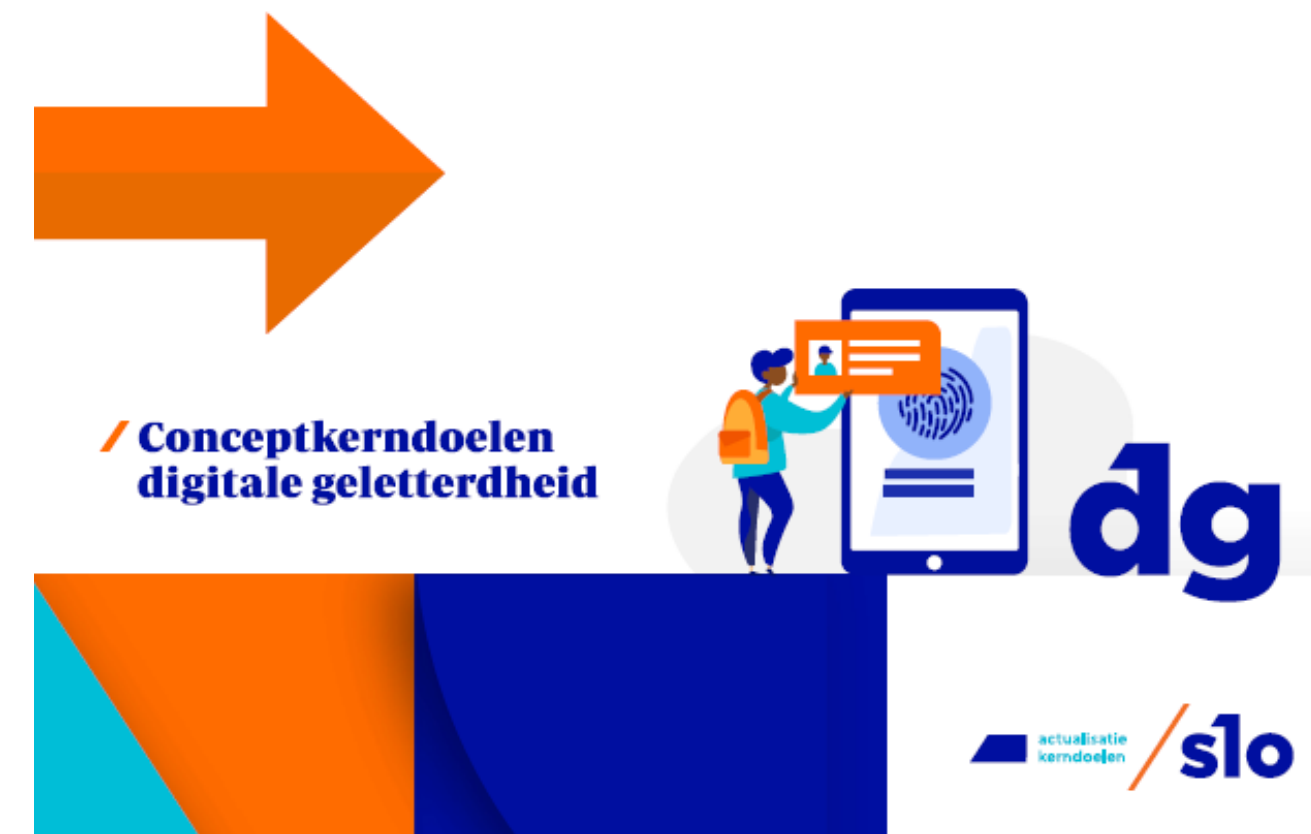 Conceptkerndoelen
digitale geletterdheid
dg
actualisatie
kerndoelen
slo